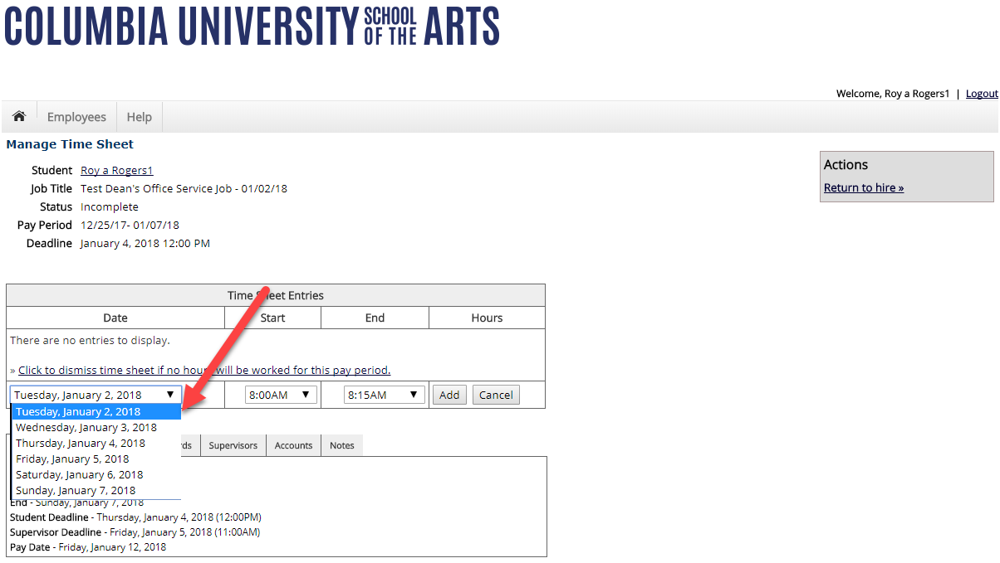 COLUMBIA UNIVERSITY SCHOOL OF THE ARTS
Welcome, Roy a Rogers1 | Logout
Employees Help
Manage Time Sheet
Student Roy a Rogers1
Job Title Test Dean's Office Service Job - 01/02/18
Status Incomplete
Pay Period 12/25/17- 01/07/18
Deadline January 4, 2018 12:00 PM
Actions
Return to hire »
Time Sheet Entries
Date Start End Hours
There are no entries to display.
» Click to dismiss time sheet if no hours will be worked for this pay period.
Tuesday, January 2, 2018 ▼ 8:00AM ▼ 8:15AM ▼ Add Cancel
Tuesday, January 2, 2018
Wednesday, January 3, 2018
Thursday, January 4, 2018
Friday, January 5, 2018
Saturday, January 6, 2018
Sunday, January 7, 2018
Supervisors Accounts Notes
End - Sunday, January 7, 2018
Student Deadline - Thursday, January 4, 2018 (12:00PM)
Supervisor Deadline - Friday, January 5, 2018 (11:00AM)
Pay Date - Friday, January 12, 2018